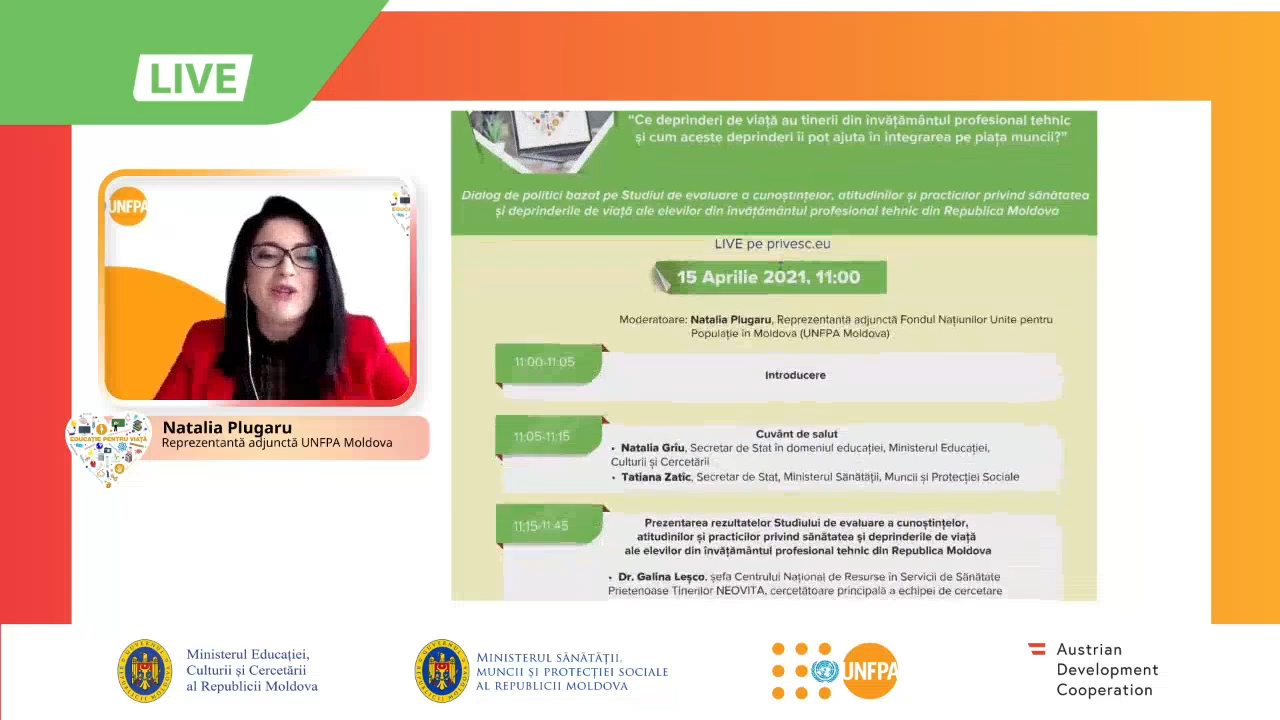 LIVE
UNFPA
Natalia Plugaru
Reprezentantă adjunctă UNFPA Moldova
EDUCAȚIE PENTRU VIAȚĂ
"Ce deprinderi de viață au tinerii din învățământul profesional tehnic
și cum aceste deprinderi îi pot ajuta în integrarea pe piața muncii?"
Dialog de politici bazat pe Studiul de evaluare a cunoștințelor, atitudinilor și practicilor privind sănătatea
și deprinderile de viață ale elevilor din învățământul profesional tehnic din Republica Moldova
LIVE pe privesc.eu
15 Aprilie 2021, 11:00
Moderatoare: Natalia Plugaru, Reprezentantă adjunctă Fondul Națiunilor Unite pentru
Populație în Moldova (UNFPA Moldova)
11:00-11:05
Introducere
11:05-11:15
Cuvânt de salut
• Natalia Grîu, Secretar de Stat în domeniul educației, Ministerul Educației,
Culturii și Cercetării
• Tatiana Zatîc, Secretar de Stat, Ministerul Sănătății, Muncii și Protecției Sociale
11:15-11:45
Prezentarea rezultatelor Studiului de evaluare a cunoștințelor,
atitudinilor și practicilor privind sănătatea și deprinderile de viață
ale elevilor din învățământul profesional tehnic din Republica Moldova
• Dr. Galina Leșco, șefa Centrului Național de Resurse în Servicii de Sănătate
Prietenoase Tinerilor NEOVITA, cercetătoare principală a echipei de cercetare
Ministerul Educației,
Culturii și Cercetării
al Republicii Moldova
MINISTERUL SĂNĂTĂȚII,
MUNCII ȘI PROTECȚIEI SOCIALE
AL REPUBLICII MOLDOVA
UNFPA
Austrian
Development
Cooperation